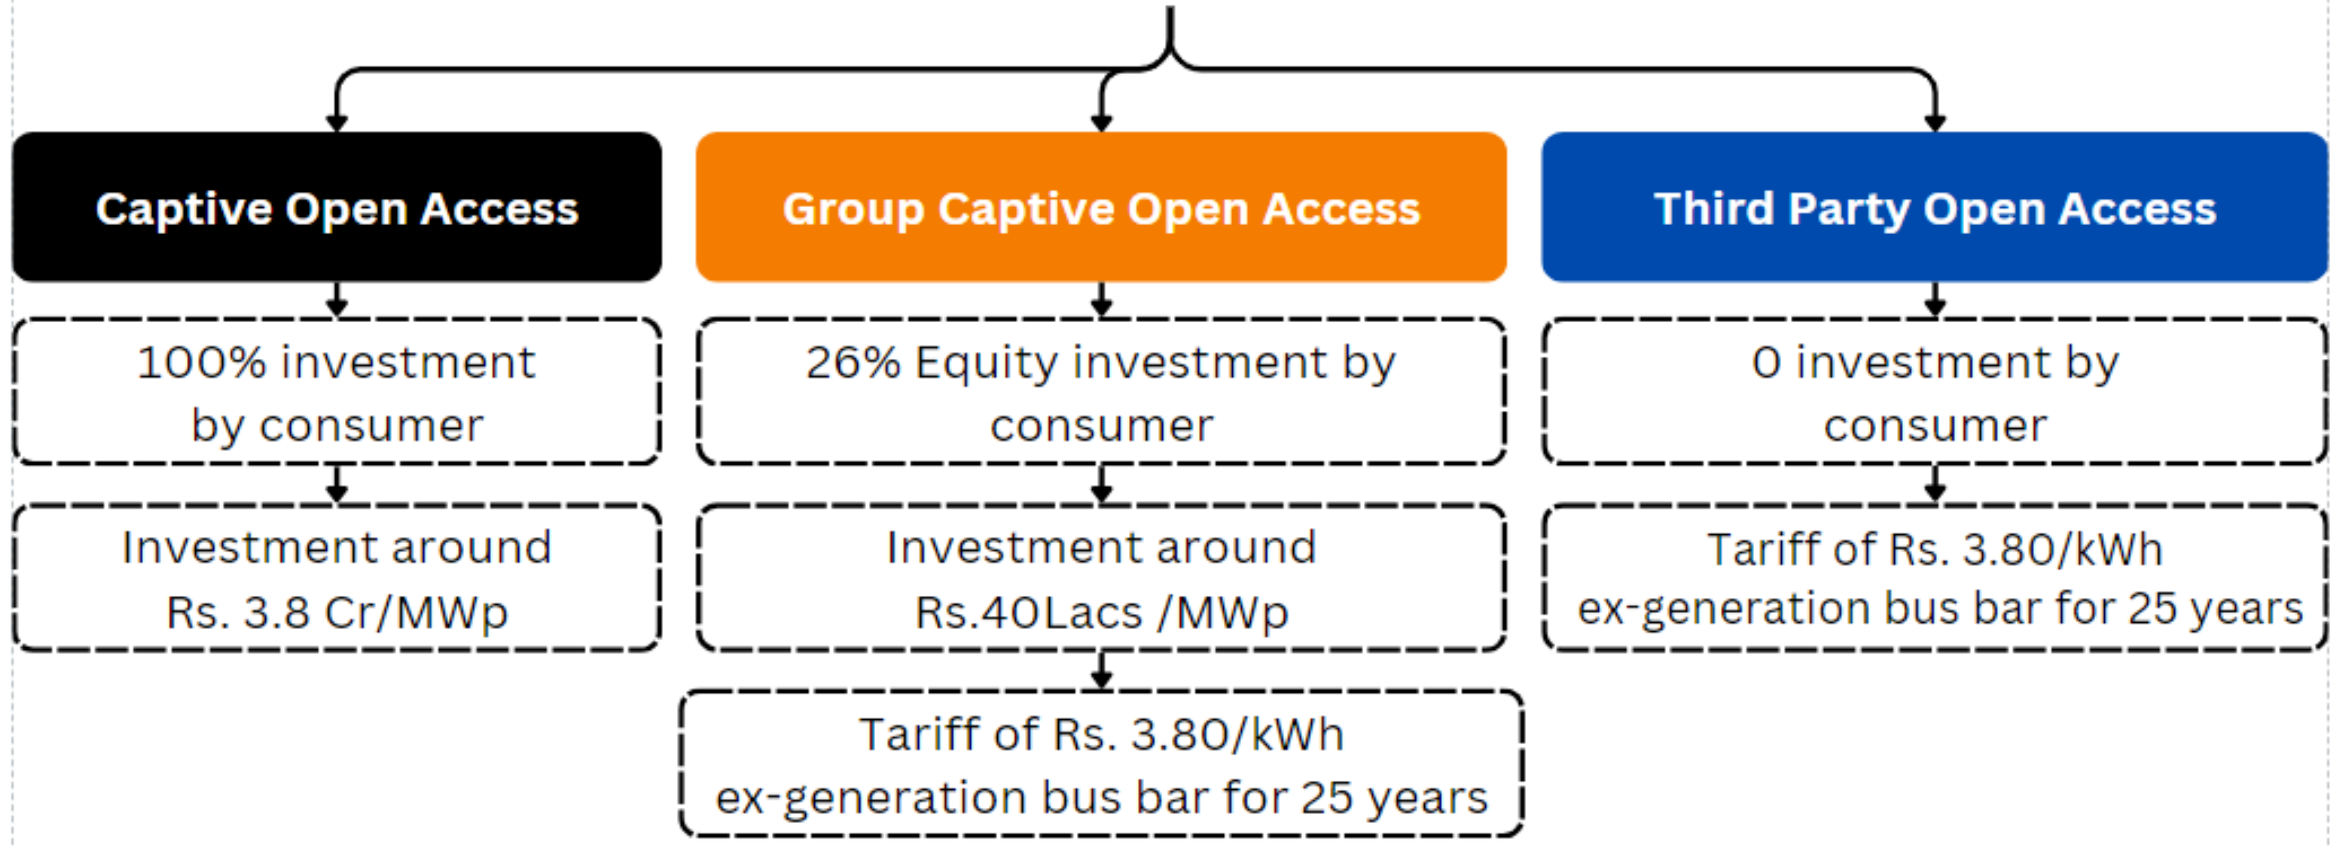 Captive Open Access
Group Captive Open Access
Third Party Open Access
100% investment
by consumer
26% Equity investment by
consumer
0 investment by
consumer
Investment around
Rs. 3.8 Cr/MWp
Investment around
Rs.40Lacs /MWp
Tariff of Rs. 3.80/kWh
ex-generation bus bar for 25 years
Tariff of Rs. 3.80/kWh
ex-generation bus bar for 25 years